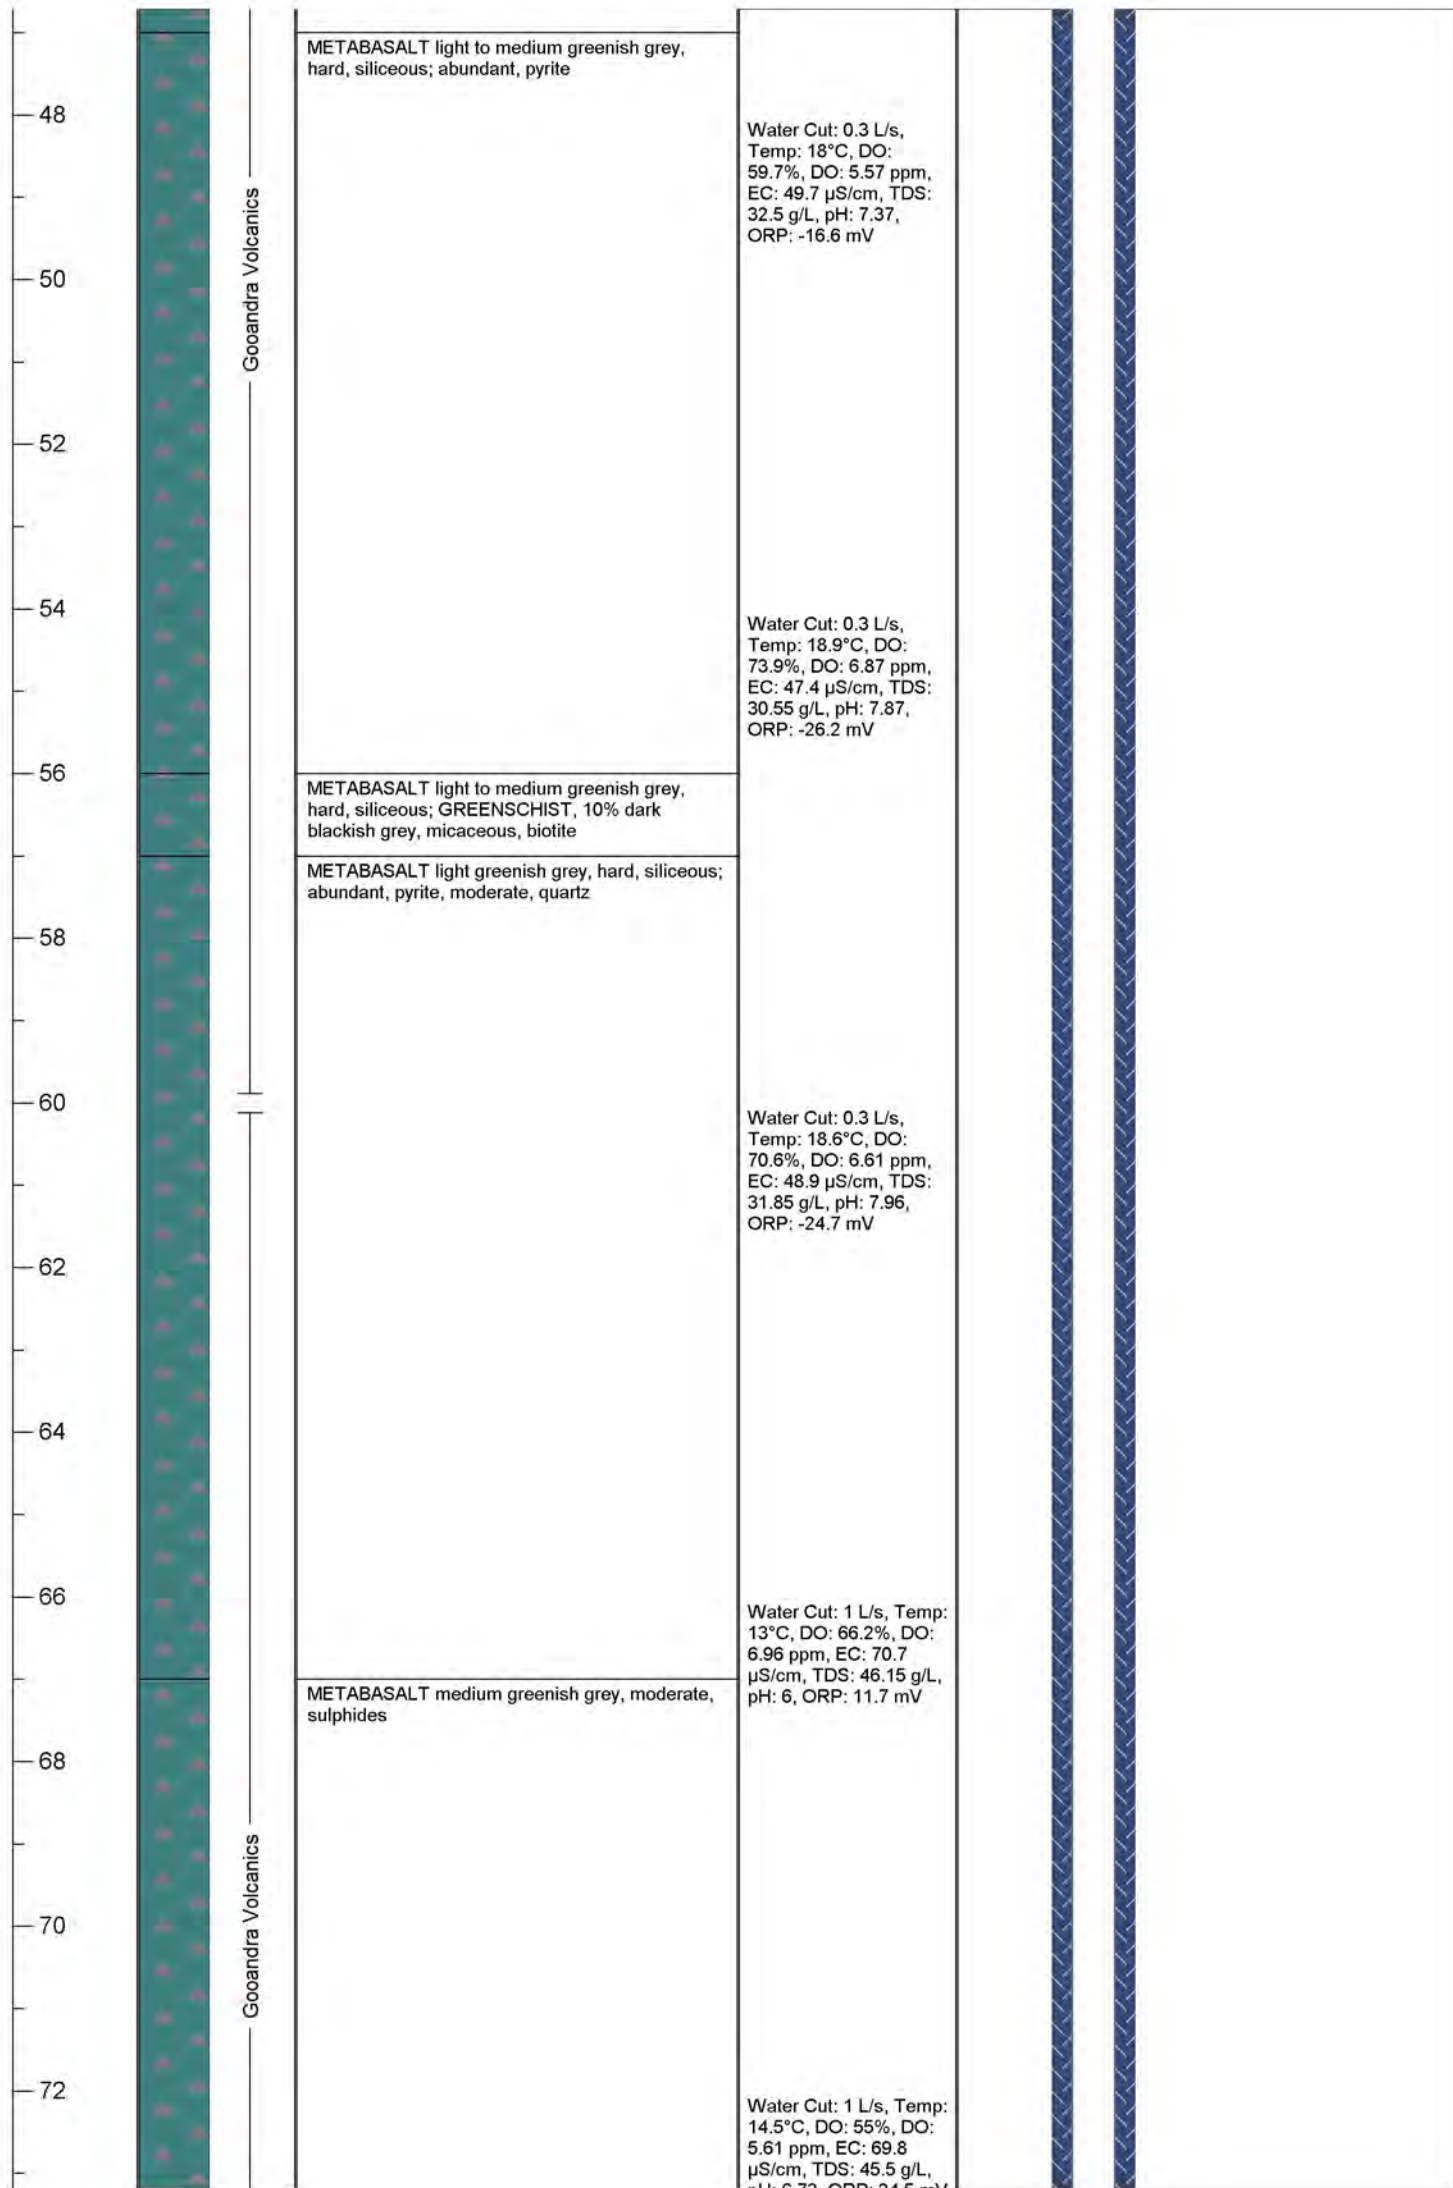 METABASALT light to medium greenish grey,
hard, siliceous; abundant, pyrite
48
Water Cut: 0.3 L/s,
Temp: 18°C, DO:
59.7%, DO: 5.57 ppm,
EC: 49.7 µS/cm, TDS:
32.5 g/L, pH: 7.37,
ORP: -16.6 mV
Gooandra Volcanics
50
52
54
Water Cut: 0.3 L/s,
Temp: 18.9°C, DO:
73.9%, DO: 6.87 ppm,
EC: 47.4 µS/cm, TDS:
30.55 g/L, pH: 7.87,
ORP: -26.2 mV
56
METABASALT light to medium greenish grey,
hard, siliceous; GREENSCHIST, 10% dark
blackish grey, micaceous, biotite
METABASALT light greenish grey, hard, siliceous;
abundant, pyrite, moderate, quartz
58
60
Water Cut: 0.3 L/s,
Temp: 18.6°C, DO:
70.6%, DO: 6.61 ppm,
EC: 48.9 µS/cm, TDS:
31.85 g/L, pH: 7.96,
ORP: -24.7 mV
62
64
66
Water Cut: 1 L/s, Temp:
13°C, DO: 66.2%, DO:
6.96 ppm, EC: 70.7
µS/cm, TDS: 46.15 g/L,
pH: 6, ORP: 11.7 mV
METABASALT medium greenish grey, moderate,
sulphides
68
Gooandra Volcanics
70
72
Water Cut: 1 L/s, Temp:
14.5°C, DO: 55%, DO:
5.61 ppm, EC: 69.8
µS/cm, TDS: 45.5 g/L,